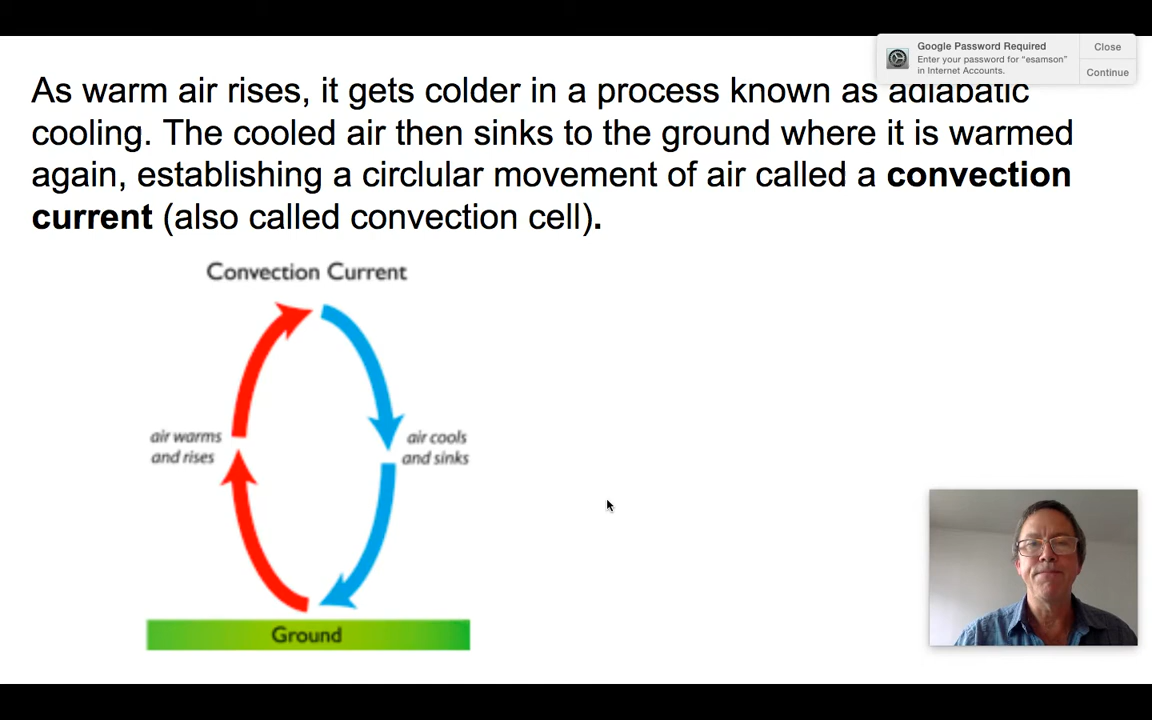 Google Password Required
Enter your password for "esamson"
in Internet Accounts.
Close
Continue
As warm air rises, it gets colder in a process known as adiabatic
cooling. The cooled air then sinks to the ground where it is warmed
again, establishing a circlular movement of air called a convection
current (also called convection cell).
Convection Current
air warms
and rises
air cools
and sinks
Ground